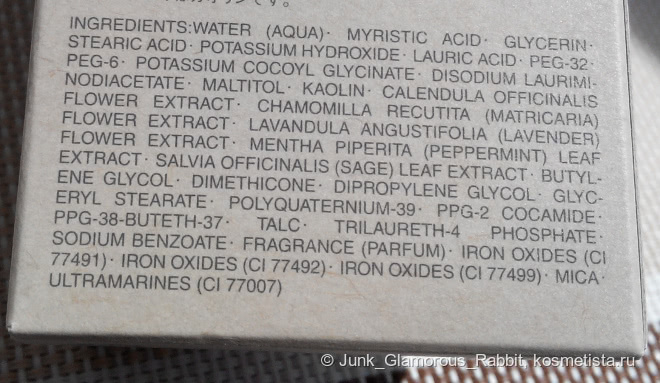 INGREDIENTS:WATER (AQUA)· MYRISTIC ACID· GLYCERIN·
STEARIC ACID· POTASSIUM HYDROXIDE· LAURIC ACID· PEG-32·
PEG-6· POTASSIUM COCOYL GLYCINATE· DISODIUM LAURIMI-
NODIACETATE· MALTITOL· KAOLIN· CALENDULA OFFICINALIS
FLOWER EXTRACT· CHAMOMILLA RECUTITA (MATRICARIA)
FLOWER EXTRACT· LAVANDULA ANGUSTIFOLIA (LAVENDER)
FLOWER EXTRACT· MENTHA PIPERITA (PEPPERMINT) LEAF
EXTRACT· SALVIA OFFICINALIS (SAGE) LEAF EXTRACT· BUTYL-
ENE GLYCOL· DIMETHICONE· DIPROPYLENE GLYCOL· GLYC-
ERYL STEARATE· POLYQUATERNIUM-39· PPG-2 COCAMIDE·
PPG-38-BUTETH-37· TALC· TRILAURETH-4 PHOSPHATE·
SODIUM BENZOATE· FRAGRANCE (PARFUM)· IRON OXIDES (CI
77491)· IRON OXIDES (CI 77492)· IRON OXIDES (CI 77499)· MICA·
ULTRAMARINES (CI 77007)
© Junk_Glamorous_Rabbit, kosmetista.ru